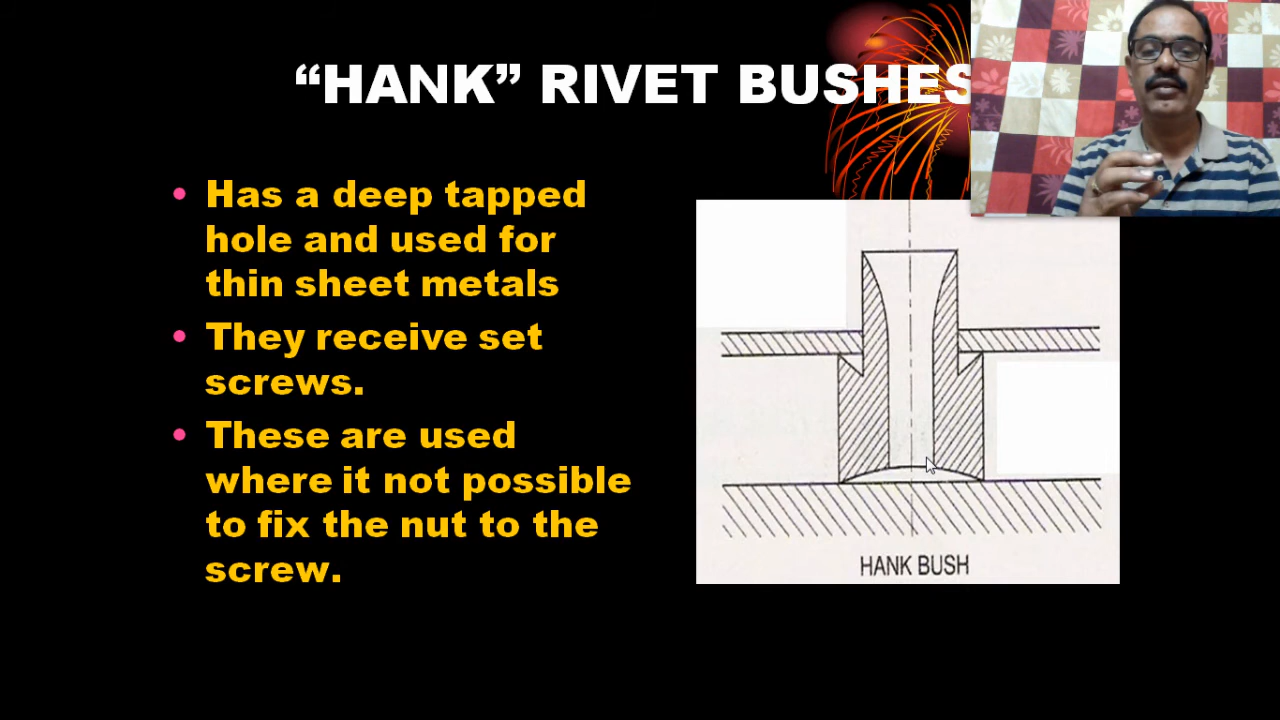 “HANK” RIVET BUSHES
• Has a deep tapped
hole and used for
thin sheet metals
• They receive set
screws.
• These are used
where it not possible
to fix the nut to the
screw.
HANK BUSH